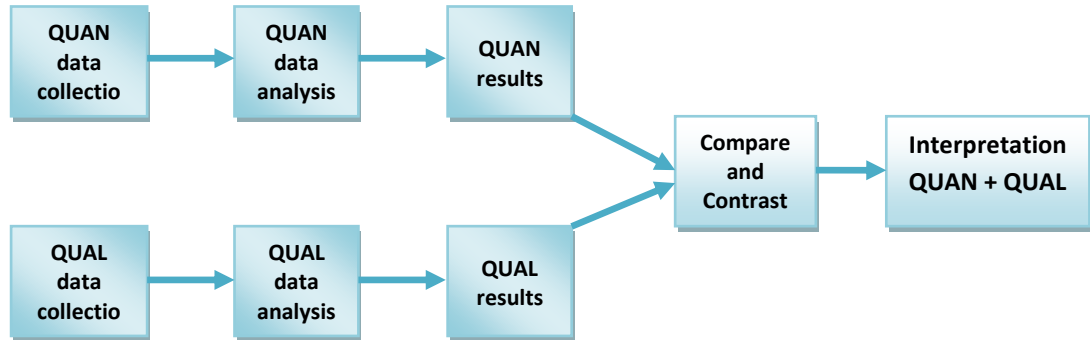 QUAN
data
collectio
QUAN
data
analysis
QUAN
results
Compare
and
Contrast
Interpretation
QUAN + QUAL
QUAL
data
collectio
QUAL
data
analysis
QUAL
results